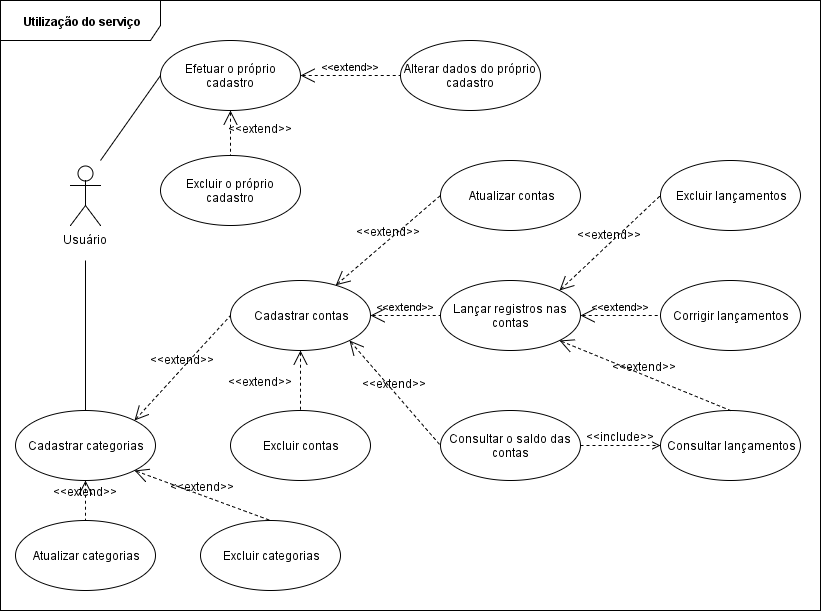 Utilização do serviço
Efetuar o próprio
cadastro
<<extend>>
Alterar dados do próprio
cadastro
<<extend>>
Excluir o próprio
cadastro
Usuário
Atualizar contas
Excluir lançamentos
<<extend>>
<<extend>>
Cadastrar contas
<<extend>>
Lançar registros nas
contas
<<extend>>
Corrigir lançamentos
<<extend>>
<<extend>>
<<extend>>
<<extend>>
Cadastrar categorias
Excluir contas
Consultar o saldo das
contas
<<include>>
Consultar lançamentos
<<extend>>
<<extend>>
Atualizar categorias
Excluir categorias